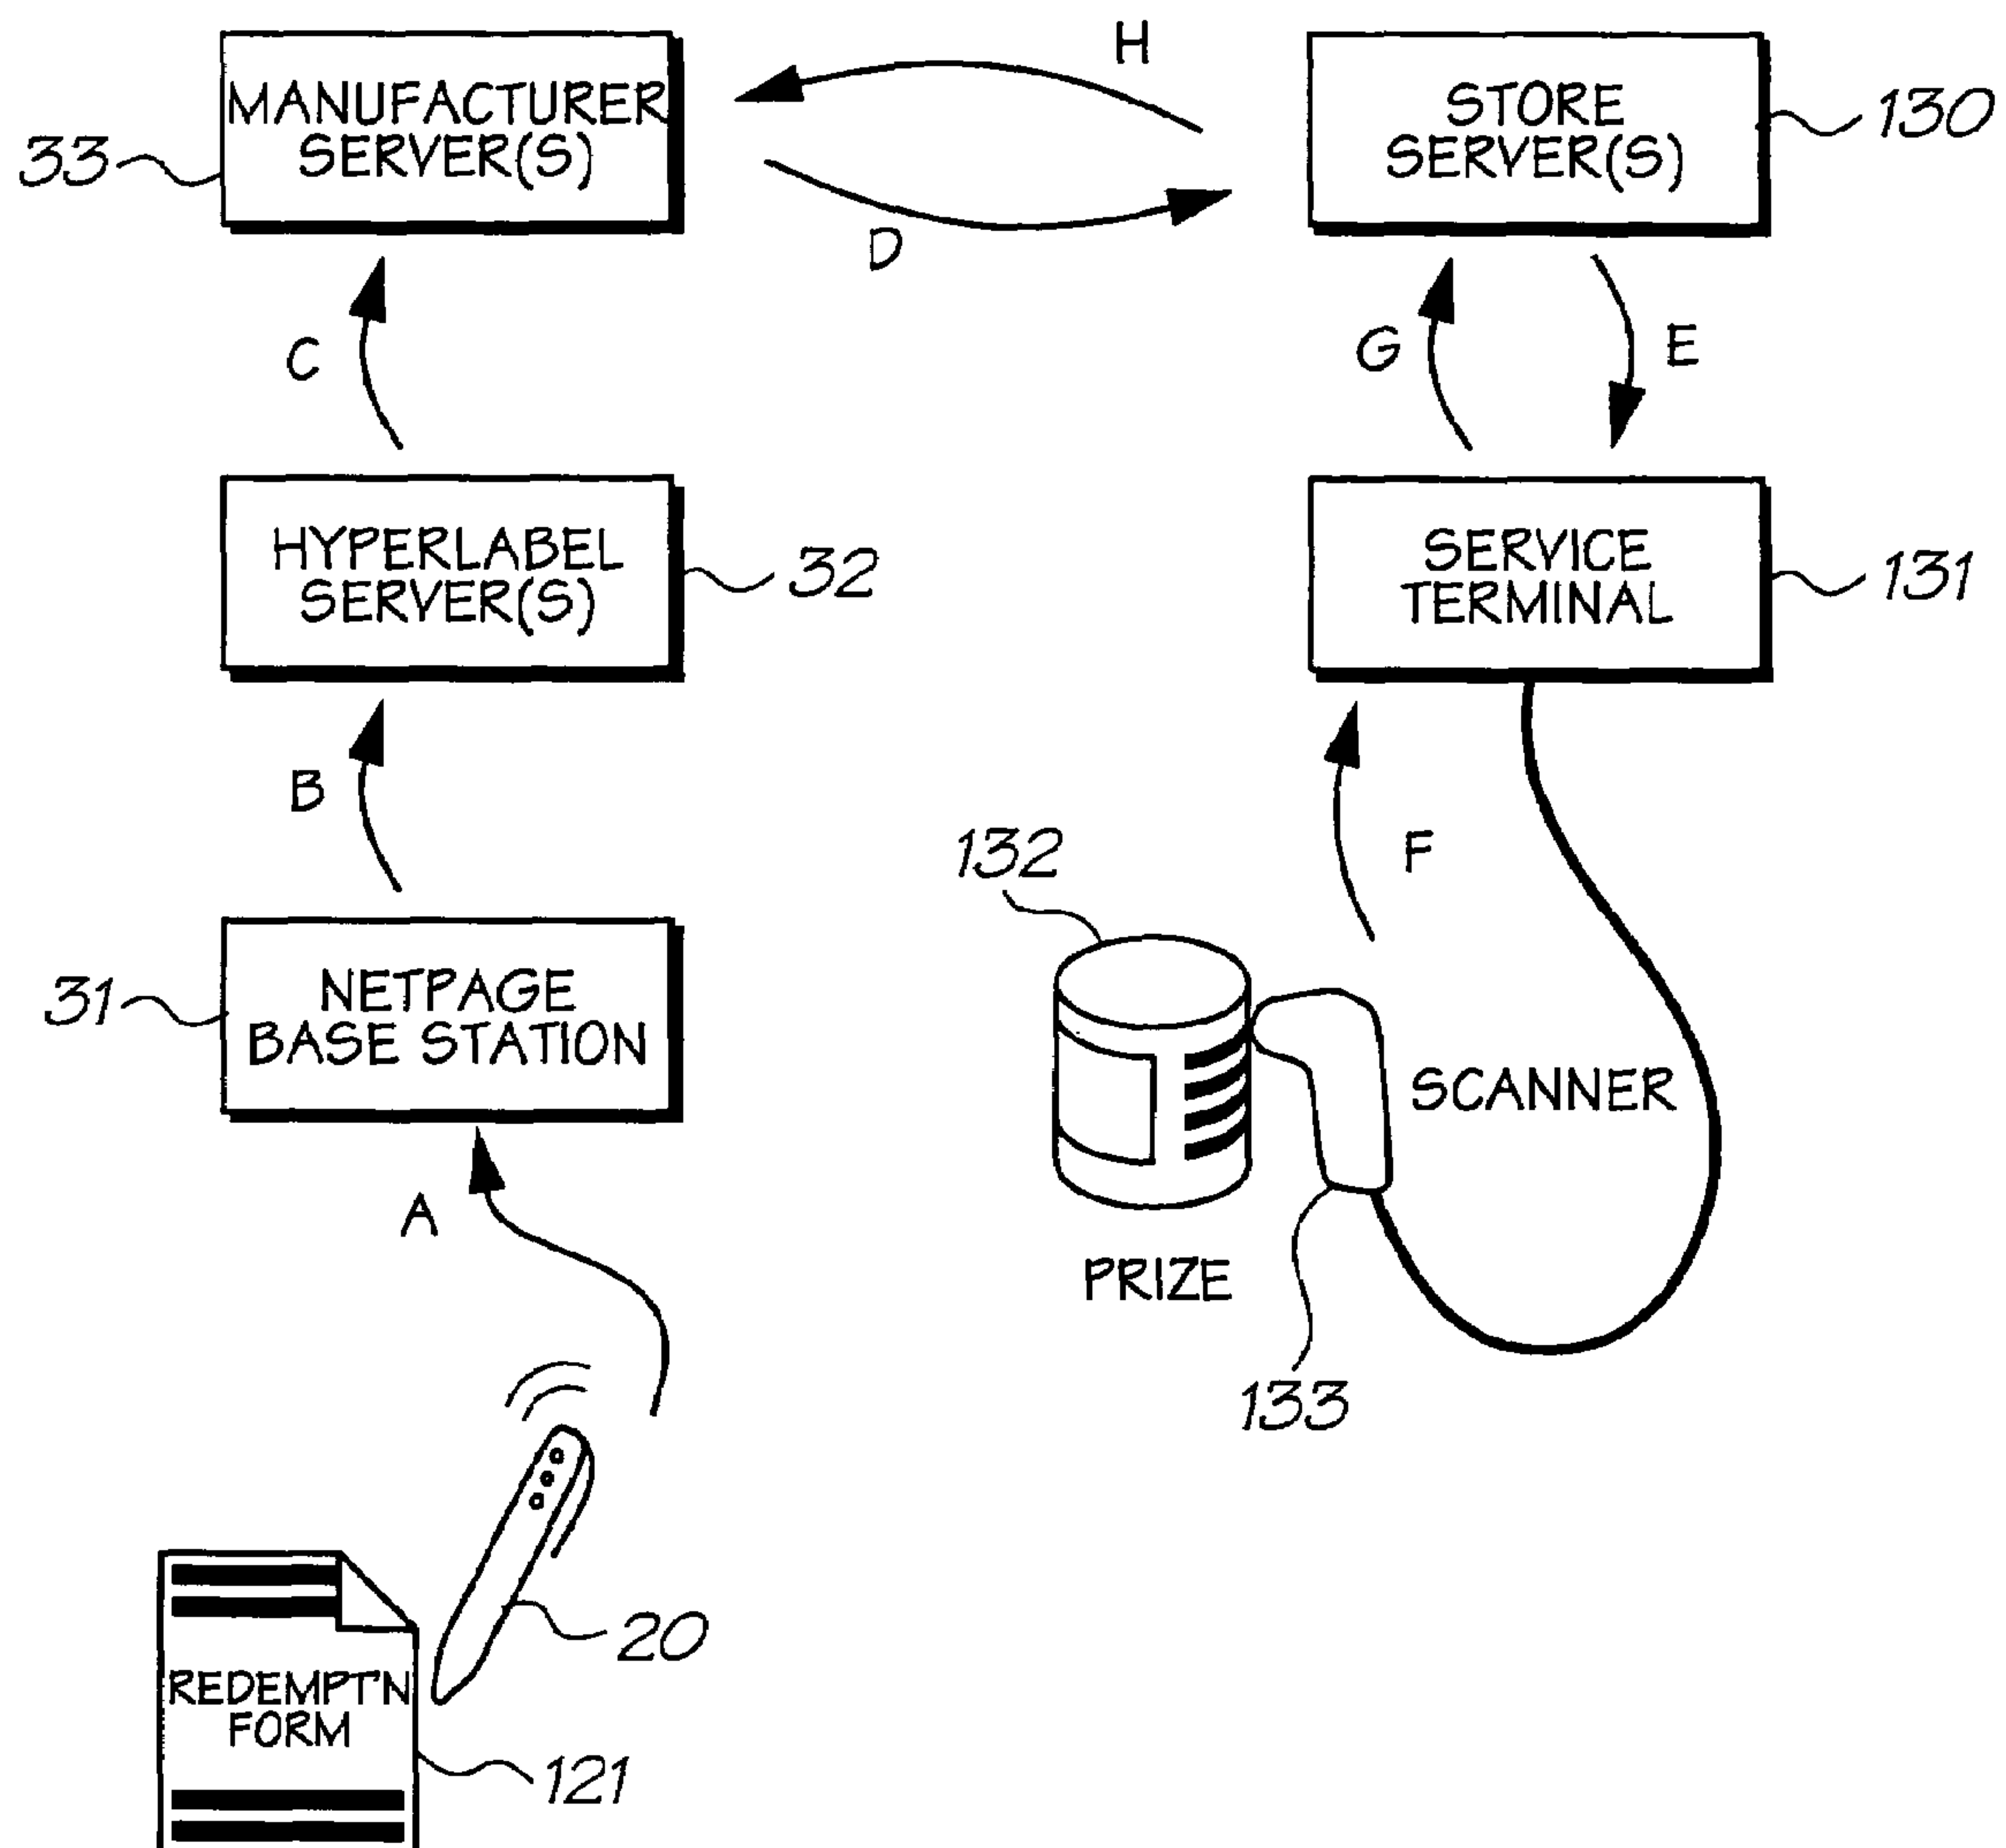 H
MANUFACTURER
SERVER(S)
33
STORE
SERVER(S)
130
D
C
G
E
HYPERLABEL
SERVER(S)
32
SERVICE
TERMINAL
131
B
F
132
NETPAGE
BASE STATION
31
SCANNER
A
PRIZE
133
20
REDEMPT'N
FORM
121